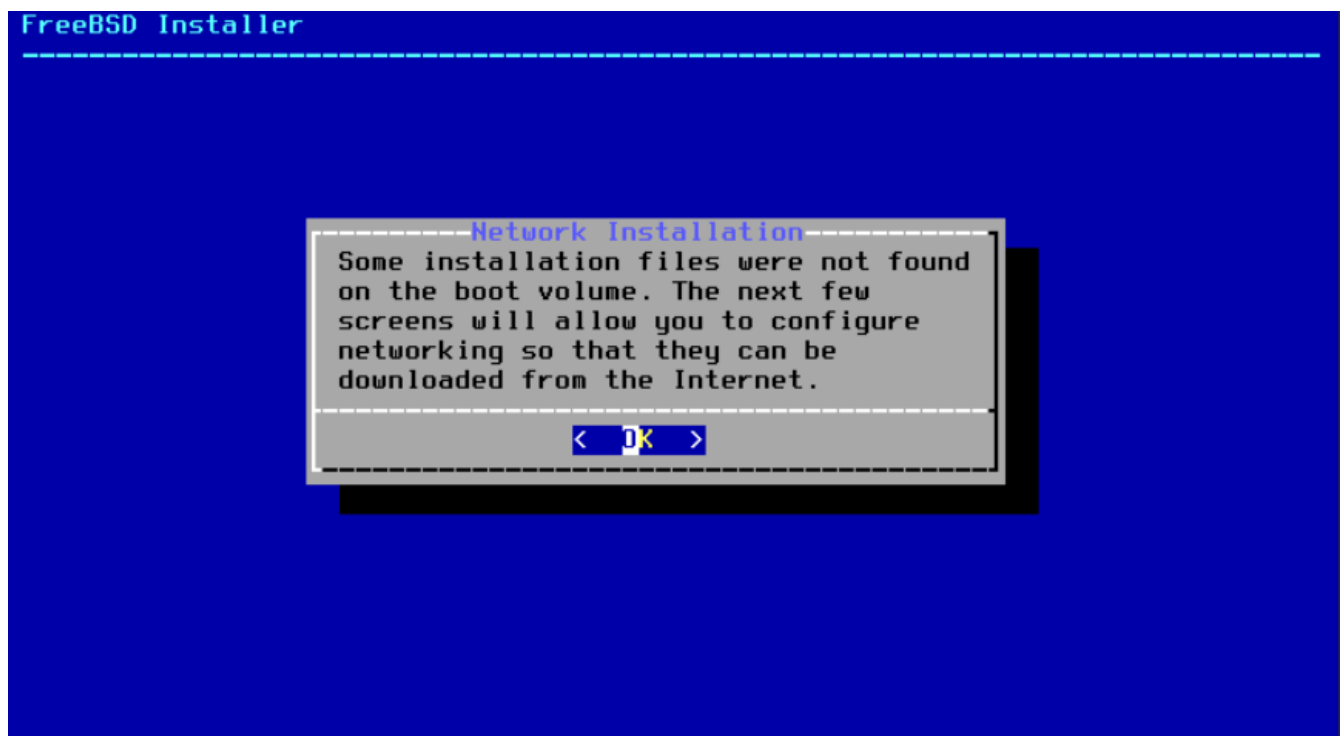 FreeBSD Installer
Network Installation
Some installation files were not found
on the boot volume. The next few
screens will allow you to configure
networking so that they can be
downloaded from the Internet.
< OK >